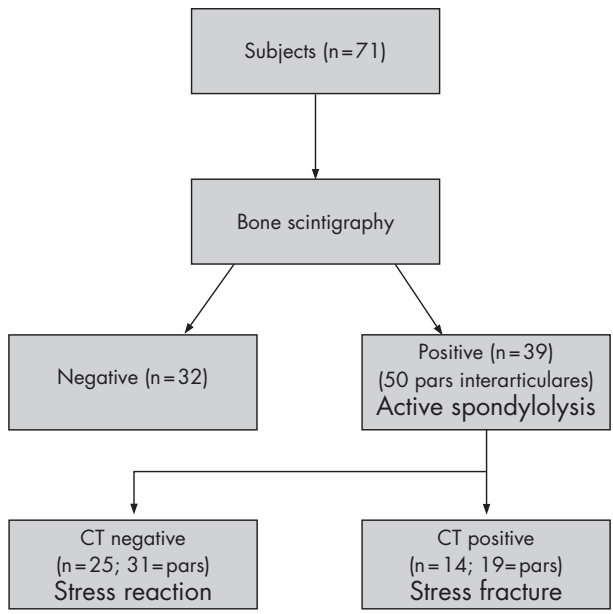 Subjects (n=71)
Bone scintigraphy
Negative (n=32)
Positive (n=39)
(50 pars interarticulares)
Active spondylolysis
CT negative
(n=25; 31=pars)
Stress reaction
CT positive
(n=14; 19=pars)
Stress fracture